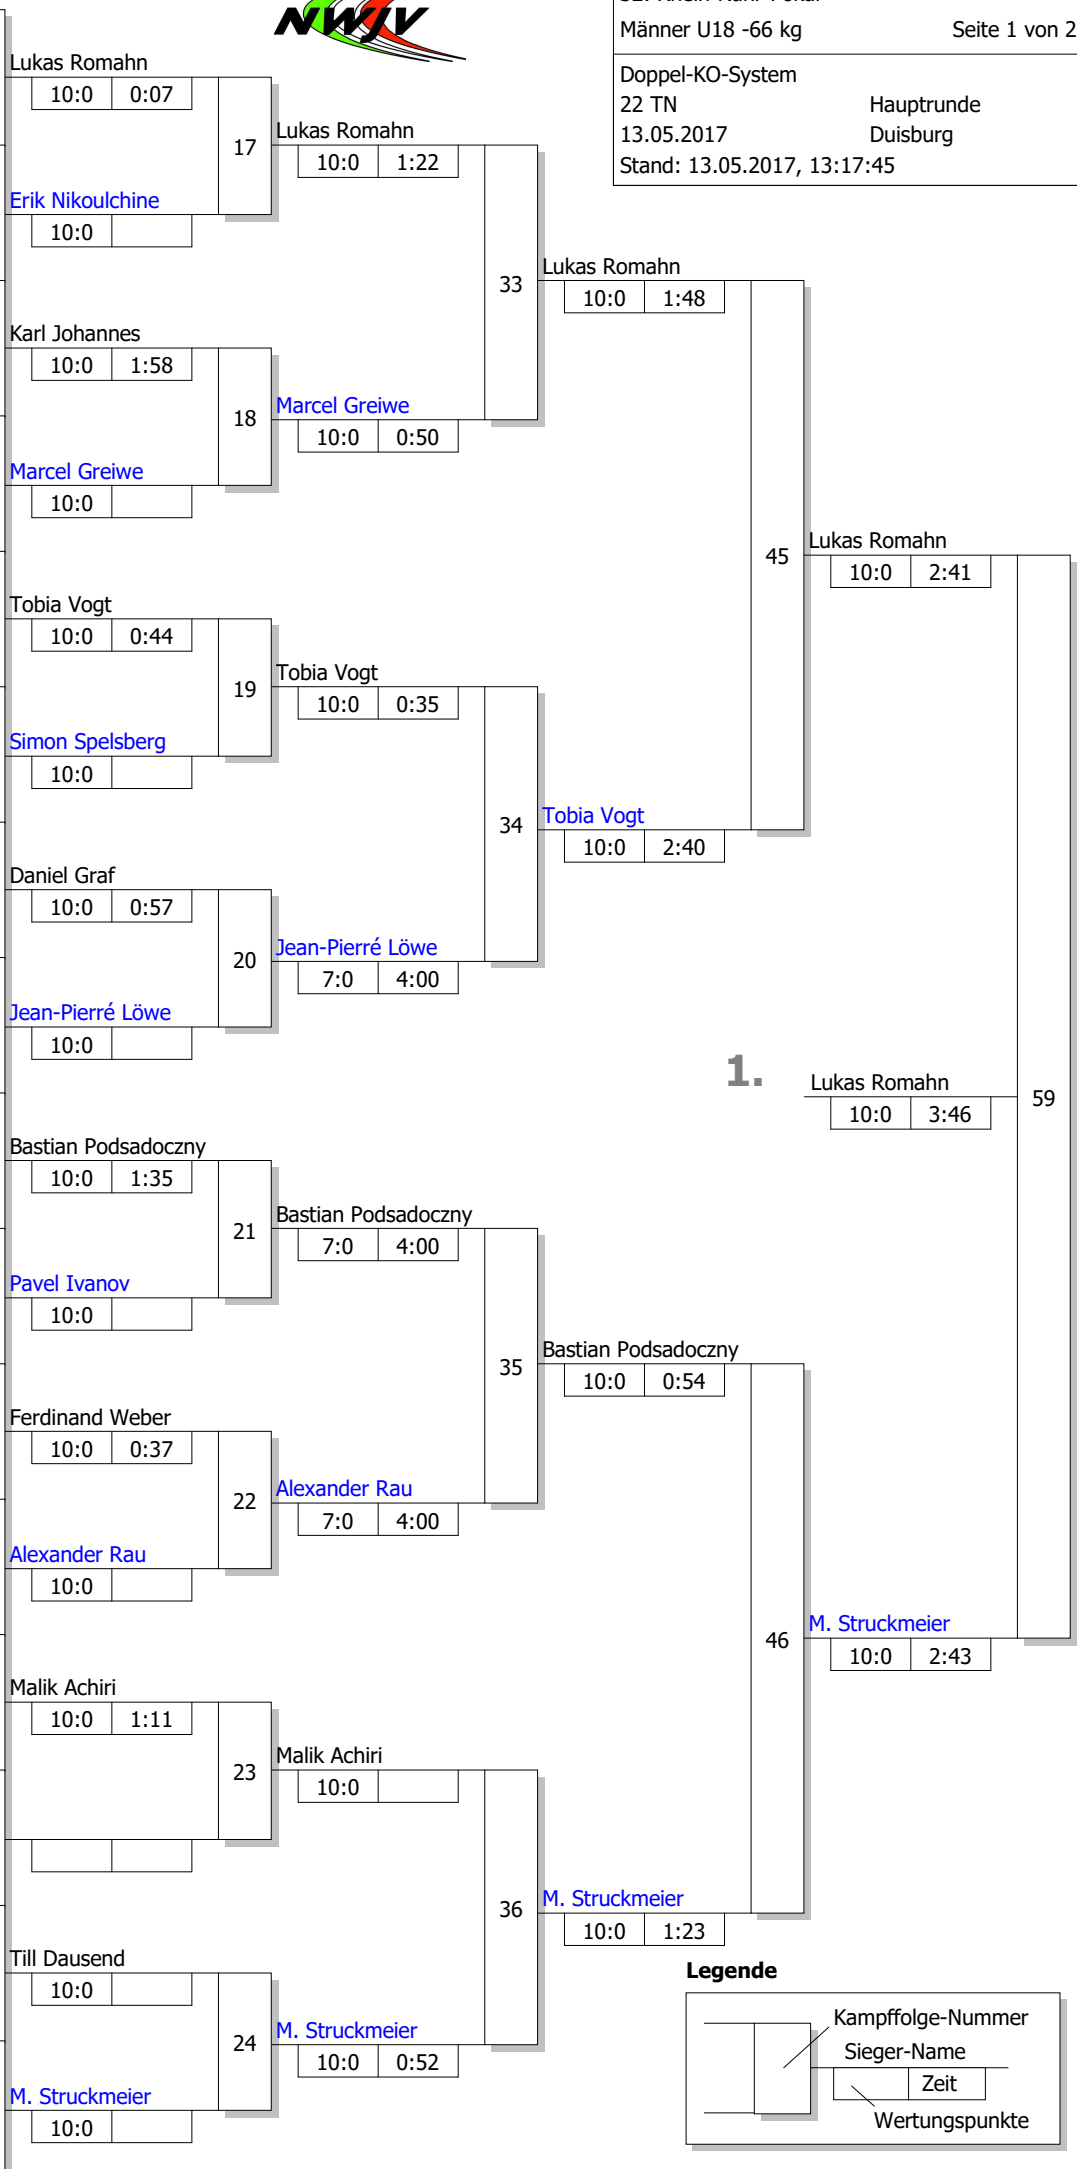 NWJV
Männer U18 -66 kg Seite 1 von 2
Doppel-KO-System
22 TN Hauptrunde
13.05.2017 Duisburg
Stand: 13.05.2017, 13:17:45
Lukas Romahn
10:0 0:07
17
Erik Nikoulchine
10:0
Lukas Romahn
10:0 1:22
33
Karl Johannes
10:0 1:58
18
Marcel Greiwe
10:0
Marcel Greiwe
10:0 0:50
Lukas Romahn
10:0 1:48
45
Tobia Vogt
10:0 0:44
19
Simon Spelsberg
10:0
Tobia Vogt
10:0 0:35
34
Daniel Graf
10:0 0:57
20
Jean-Pierré Löwe
10:0
Jean-Pierré Löwe
7:0 4:00
Tobia Vogt
10:0 2:40
Lukas Romahn
10:0 2:41
59
1. Lukas Romahn
10:0 3:46
Bastian Podsadoczny
10:0 1:35
21
Pavel Ivanov
10:0
Bastian Podsadoczny
7:0 4:00
35
Ferdinand Weber
10:0 0:37
22
Alexander Rau
10:0
Alexander Rau
7:0 4:00
Bastian Podsadoczny
10:0 0:54
46
Malik Achiri
10:0 1:11
23
Malik Achiri
10:0
36
Till Dausend
10:0
24
M. Struckmeier
10:0
M. Struckmeier
10:0 0:52
M. Struckmeier
10:0 1:23
M. Struckmeier
10:0 2:43
Legende
Kampffolge-Nummer
Sieger-Name
Zeit
Wertungspunkte